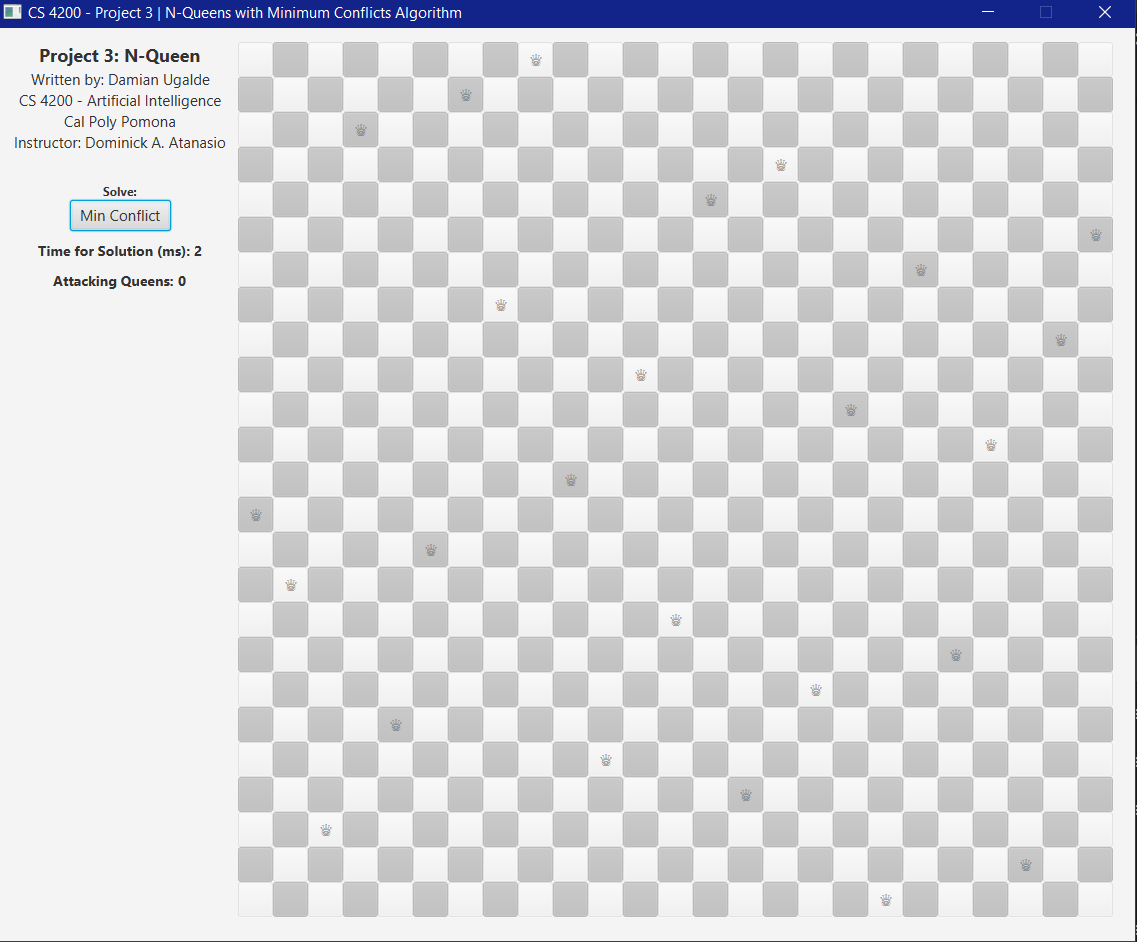 CS 4200 - Project 3 | N-Queens with Minimum Conflicts Algorithm
Project 3: N-Queen
Written by: Damian Ugalde
CS 4200 - Artificial Intelligence
Cal Poly Pomona
Instructor: Dominick A. Atanasio
Solve:
Min Conflict
Time for Solution (ms): 2
Attacking Queens: 0